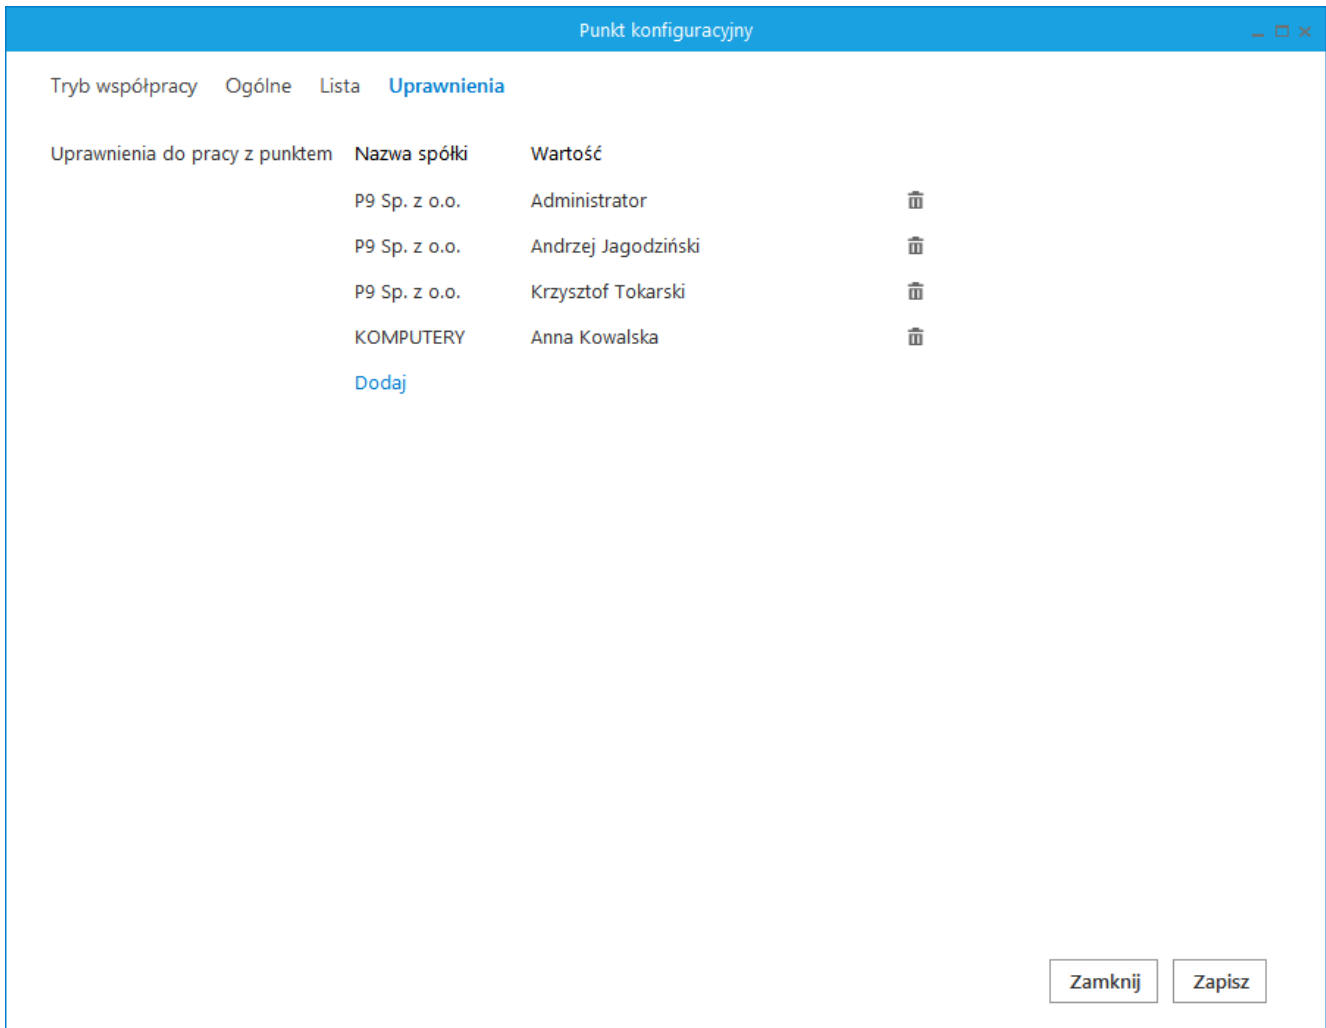 Punkt konfiguracyjny
Tryb współpracy Ogólne Lista Uprawnienia
Uprawnienia do pracy z punktem Nazwa spółki Wartość
P9 Sp. z o.o. Administrator
P9 Sp. z o.o. Andrzej Jagodziński
P9 Sp. z o.o. Krzysztof Tokarski
KOMPUTERY Anna Kowalska
Dodaj
Zamknij Zapisz